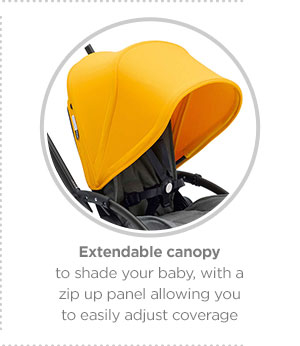 Extendable canopy
to shade your baby, with a
zip up panel allowing you
to easily adjust coverage